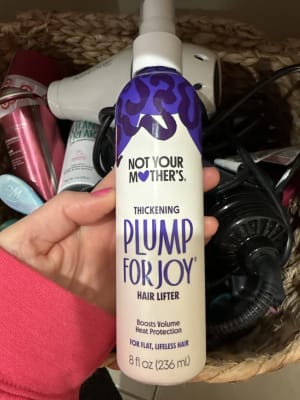 NOT YOUR
MOTHER'S®
THICKENING
PLUMP
FOR JOY®
HAIR LIFTER
Boosts Volume
Heat Protection
FOR FLAT, LIFELESS HAIR
8 fl oz (236 mL)